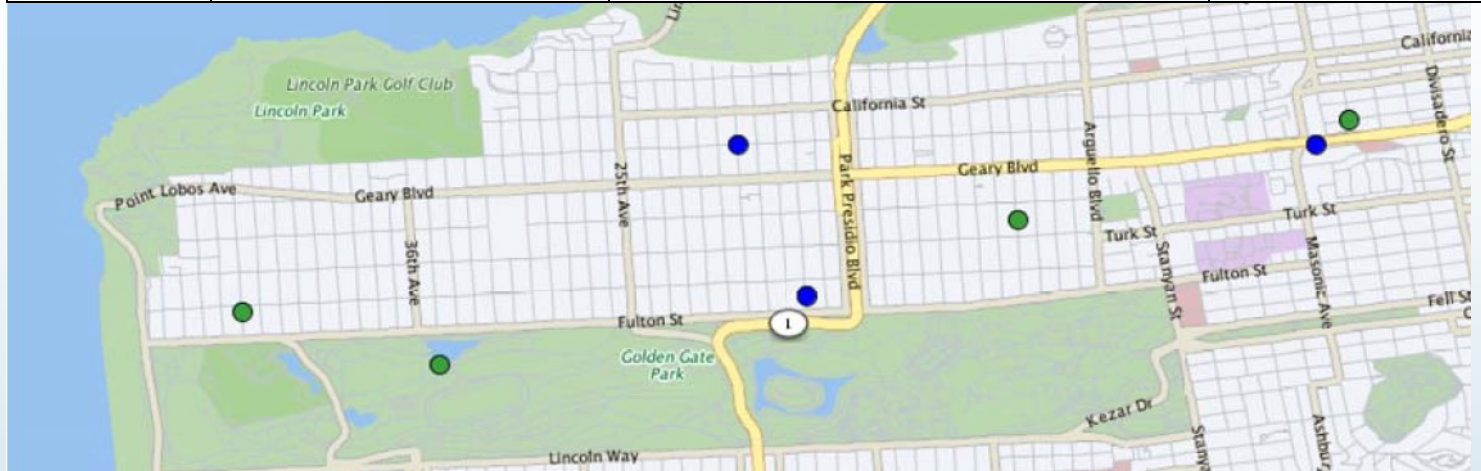 California
Lincoln Park Golf Club
Lincoln Park
California St
Divisadero St
Point Lobos Ave
Geary Blvd
25th Ave
Park Presidio Blvd
Geary Blvd
Arguello Blvd
Turk St
Turk St
36th Ave
Stanyan St
Fulton St
Masonic Ave
Fell St
Fulton St
1
Golden Gate
Park
Kezar Dr
Lincoln Way